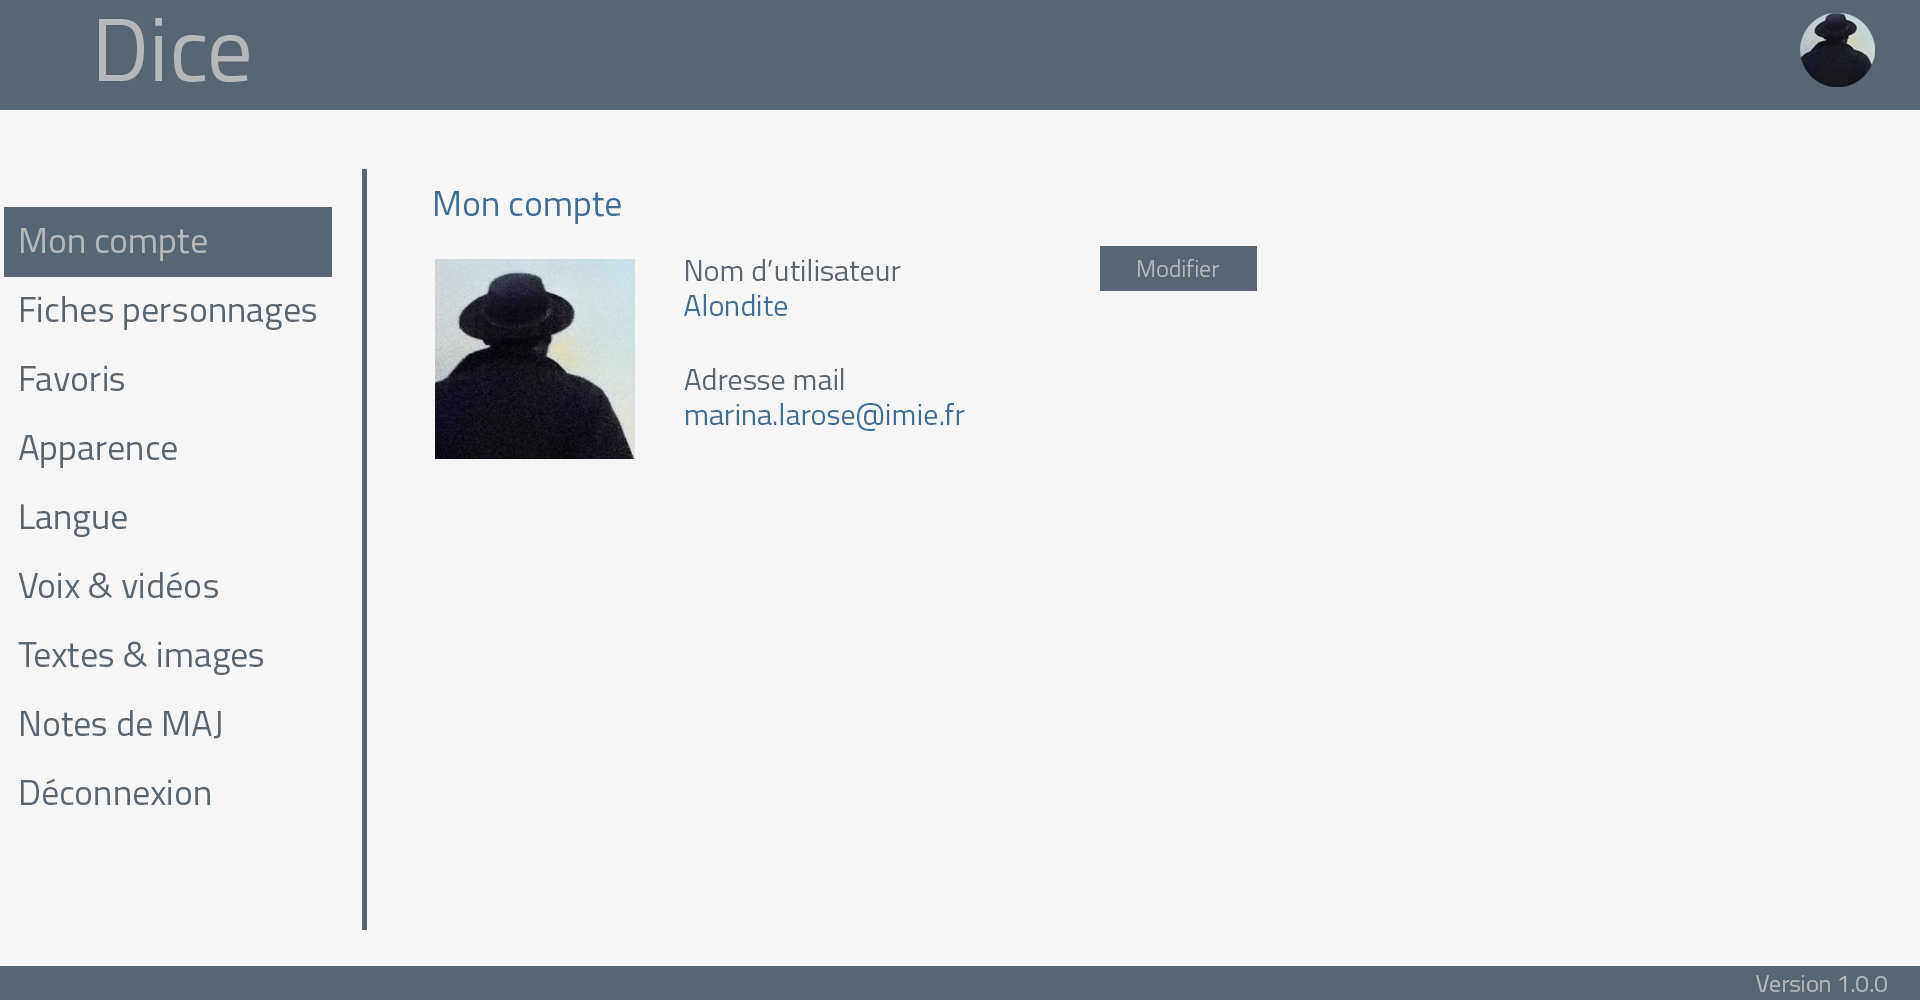 Dice
Mon compte
Fiches personnages
Favoris
Apparence
Langue
Voix & vidéos
Textes & images
Notes de MAJ
Déconnexion
Mon compte
Nom d’utilisateur
Alondite
Adresse mail
marina.larose@imie.fr
Modifier
Version 1.0.0